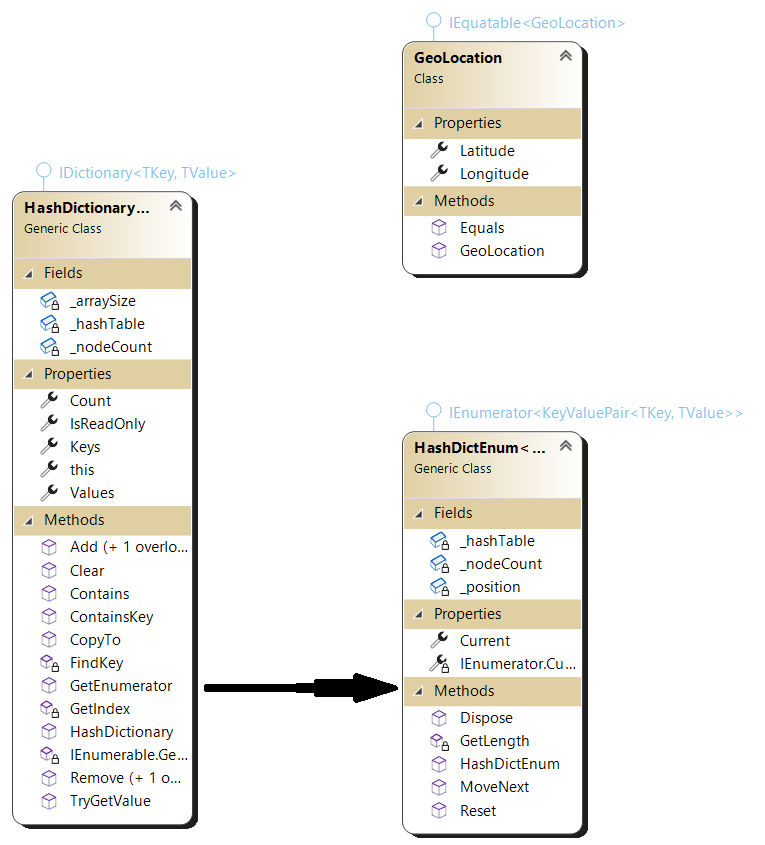 IEquatable<GeoLocation>
GeoLocation
Class
Properties
Latitude
Longitude
Methods
Equals
GeoLocation
IDictionary<TKey, TValue>
HashDictionary...
Generic Class
Fields
_arraySize
_hashTable
_nodeCount
Properties
Count
IsReadOnly
Keys
this
Values
Methods
Add (+ 1 overlo...
Clear
Contains
ContainsKey
CopyTo
FindKey
GetEnumerator
GetIndex
HashDictionary
IEnumerable.Ge...
Remove (+ 1 o...
TryGetValue
IEnumerator<KeyValuePair<TKey, TValue>>
HashDictEnum< ...
Generic Class
Fields
_hashTable
_nodeCount
_position
Properties
Current
IEnumerator.Cu...
Methods
Dispose
GetLength
HashDictEnum
MoveNext
Reset